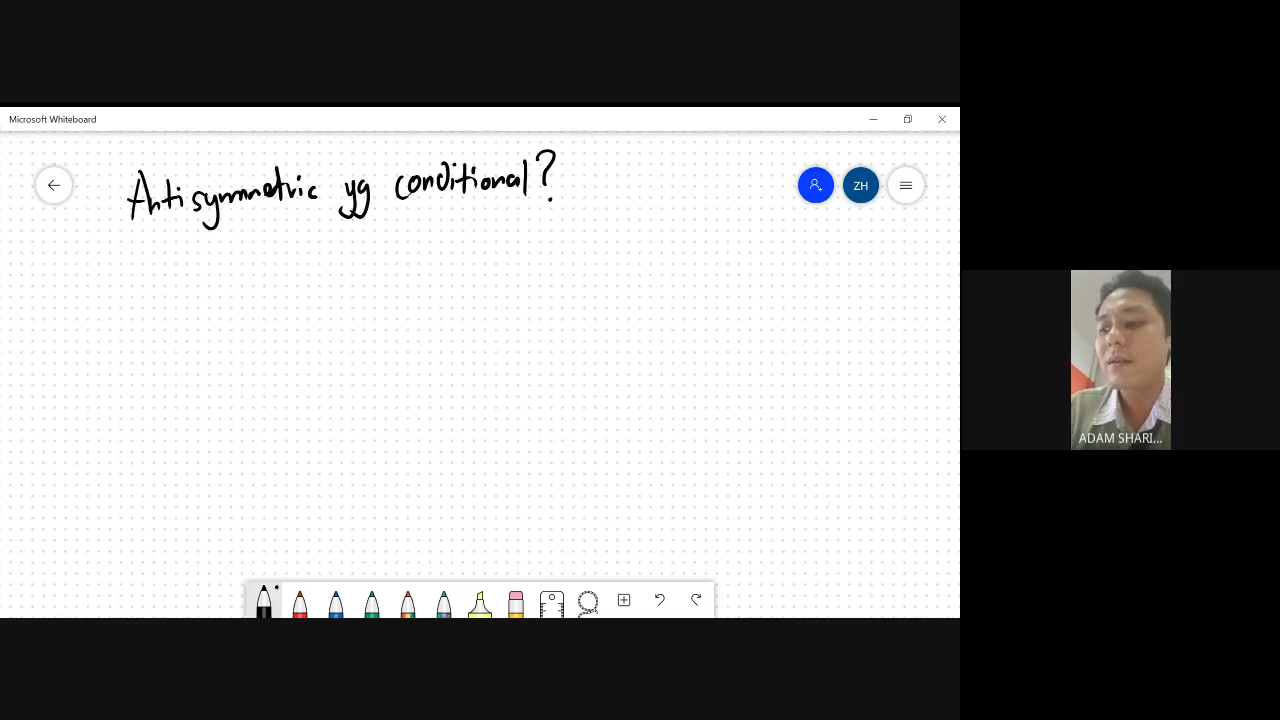 Microsoft Whiteboard
Antisymmetric yg conditional?
ZH
ADAM SHARI...